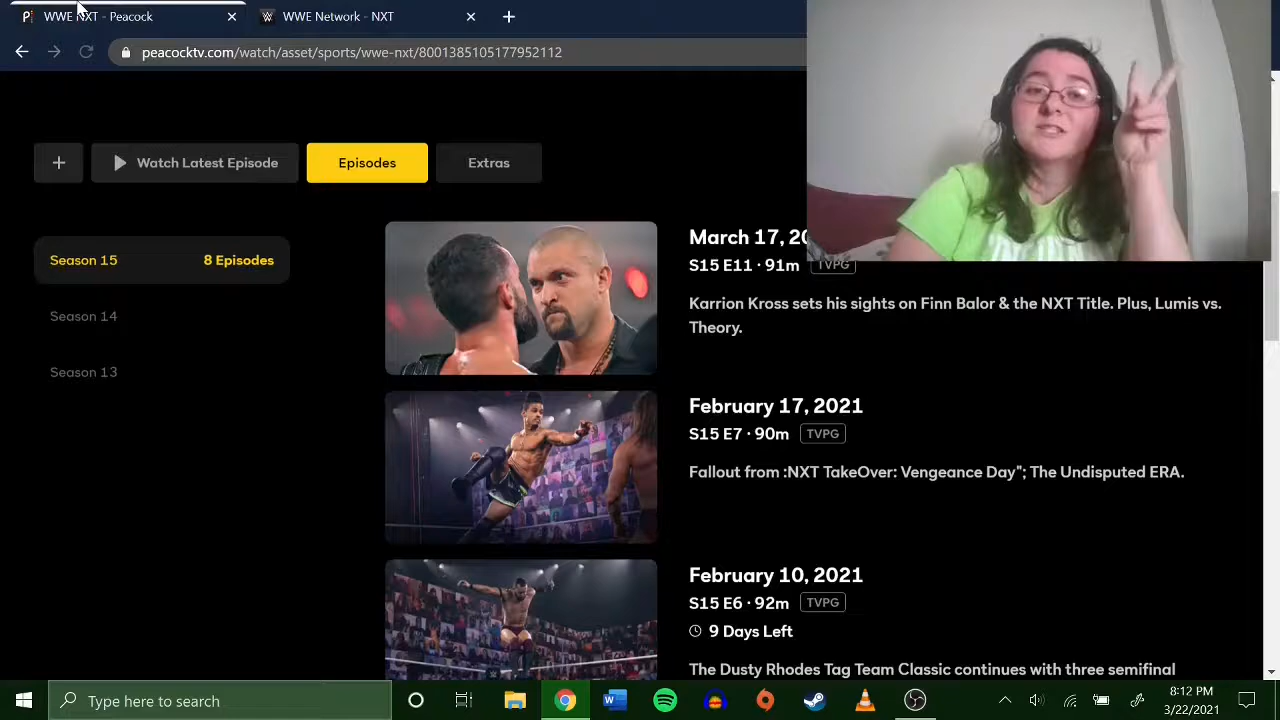 WWE NXT - Peacock
WWE Network - NXT
peacocktv.com/watch/asset/sports/wwe-nxt/8001385105177952112
Watch Latest Episode
Episodes
Extras
Season 15 8 Episodes
Season 14
Season 13
March 17, 20
S15 E11 · 91m TVPG
Karrion Kross sets his sights on Finn Balor & the NXT Title. Plus, Lumis vs.
Theory.
February 17, 2021
S15 E7 · 90m TVPG
Fallout from :NXT TakeOver: Vengeance Day"; The Undisputed ERA.
February 10, 2021
S15 E6 · 92m TVPG
9 Days Left
The Dusty Rhodes Tag Team Classic continues with three semifinal
Type here to search
8:12 PM
3/22/2021